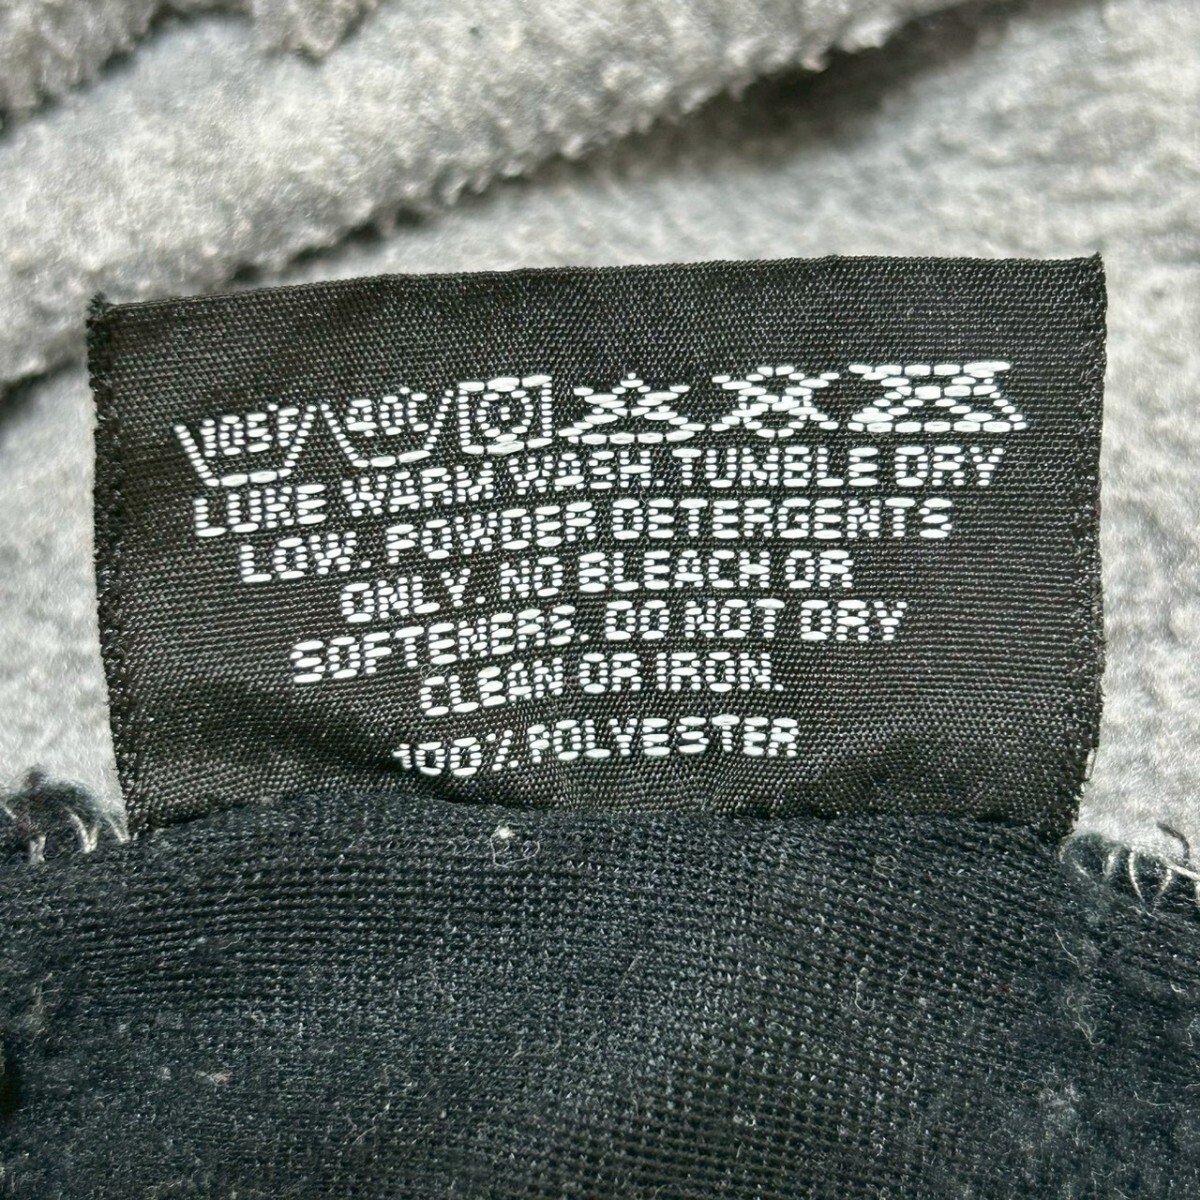 105F 40C
LUKE WARM WASH. TUMBLE DRY
LOW. POWDER DETERGENTS
ONLY. NO BLEACH OR
SOFTENERS. DO NOT DRY
CLEAN OR IRON.
100% POLYESTER